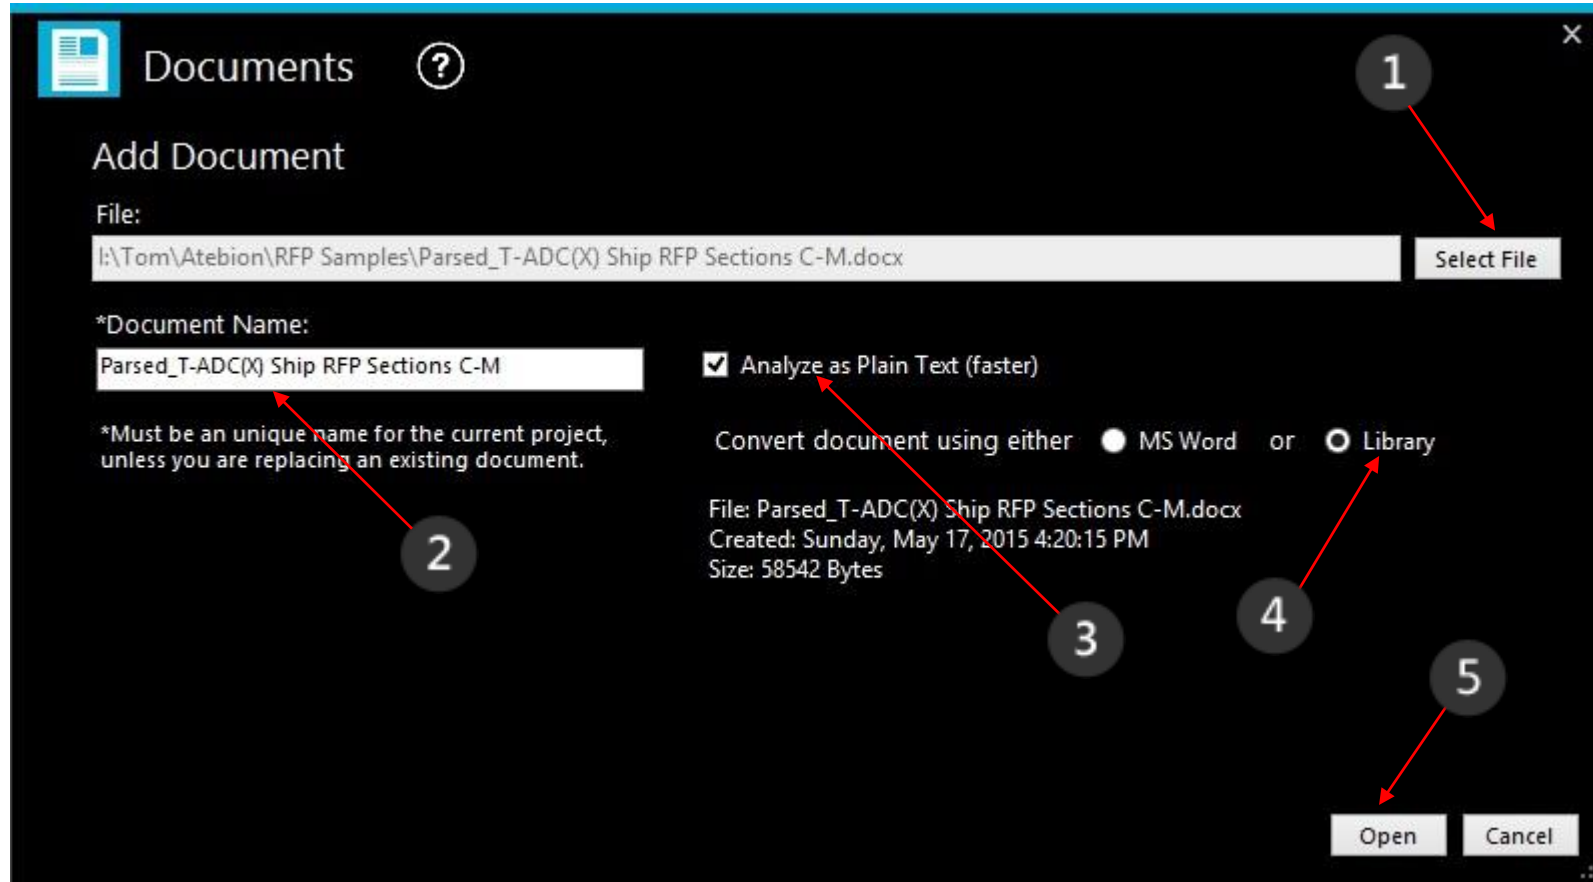 Documents ?
×
1
Add Document
File:
I:\Tom\Atebion\RFP Samples\Parsed_T-ADC(X) Ship RFP Sections C-M.docx
Select File
*Document Name:
Parsed_T-ADC(X) Ship RFP Sections C-M
Analyze as Plain Text (faster)
*Must be an unique name for the current project,
unless you are replacing an existing document.
Convert document using either MS Word or Library
File: Parsed_T-ADC(X) Ship RFP Sections C-M.docx
Created: Sunday, May 17, 2015 4:20:15 PM
Size: 58542 Bytes
2
3
4
5
Open Cancel